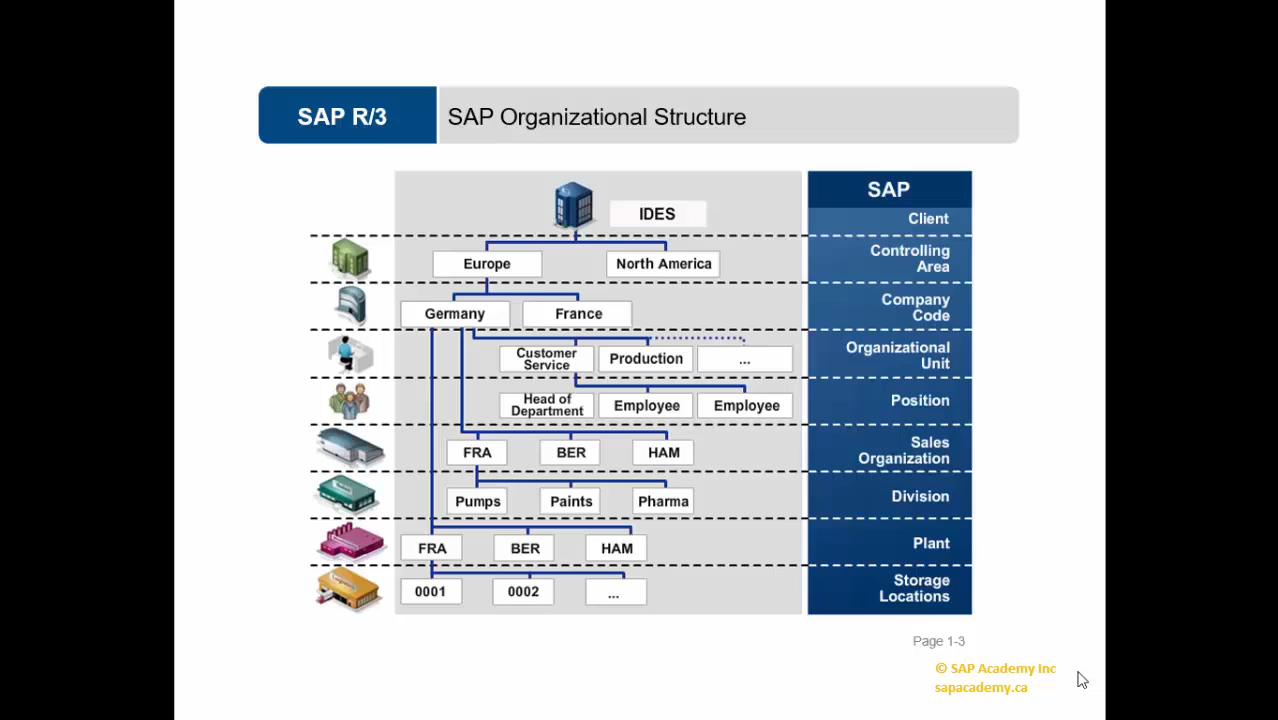 SAP R/3
SAP Organizational Structure
SAP
IDES
Client
Europe
North America
Controlling
Area
Germany
France
Company
Code
Customer
Service
Production
...
Organizational
Unit
Head of
Department
Employee
Employee
Position
FRA
BER
HAM
Sales
Organization
Pumps
Paints
Pharma
Division
FRA
BER
HAM
Plant
0001
0002
...
Storage
Locations
Page 1-3
© SAP Academy Inc
sapacademy.ca